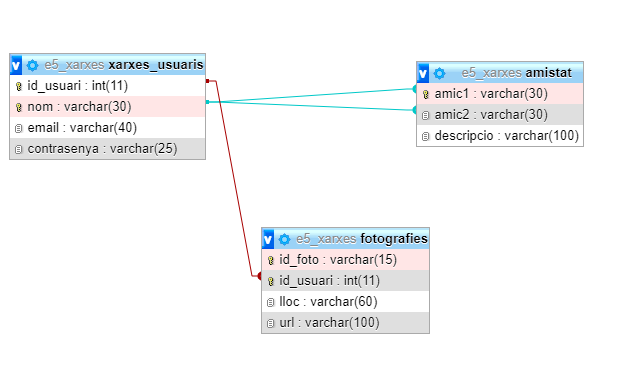 v e5_xarxes xarxes_usuaris
id_usuari : int(11)
nom : varchar(30)
email : varchar(40)
contrasenya : varchar(25)
v e5_xarxes amistat
amic1 : varchar(30)
amic2 : varchar(30)
descripcio : varchar(100)
v e5_xarxes fotografies
id_foto : varchar(15)
id_usuari : int(11)
lloc : varchar(60)
url : varchar(100)